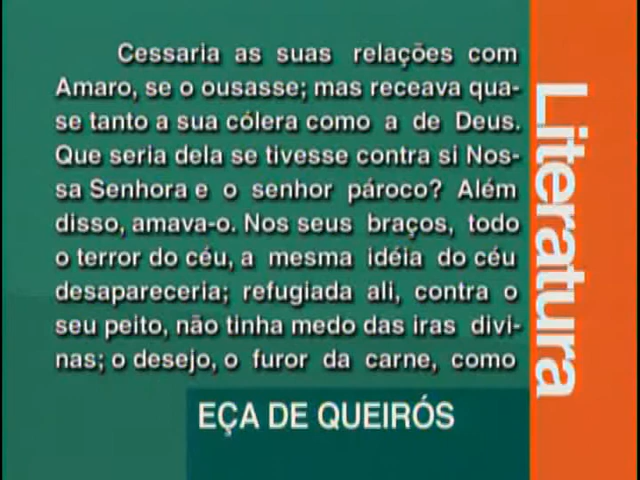 Cessaria as suas relações com
Amaro, se o ousasse; mas receava qua-
se tanto a sua cólera como a de Deus.
Que seria dela se tivesse contra si Nos-
sa Senhora e o senhor pároco? Além
disso, amava-o. Nos seus braços, todo
o terror do céu, a mesma idéia do céu
desapareceria; refugiada ali, contra o
seu peito, não tinha medo das iras divi-
nas; o desejo, o furor da carne, como
EÇA DE QUEIRÓS
Literatura